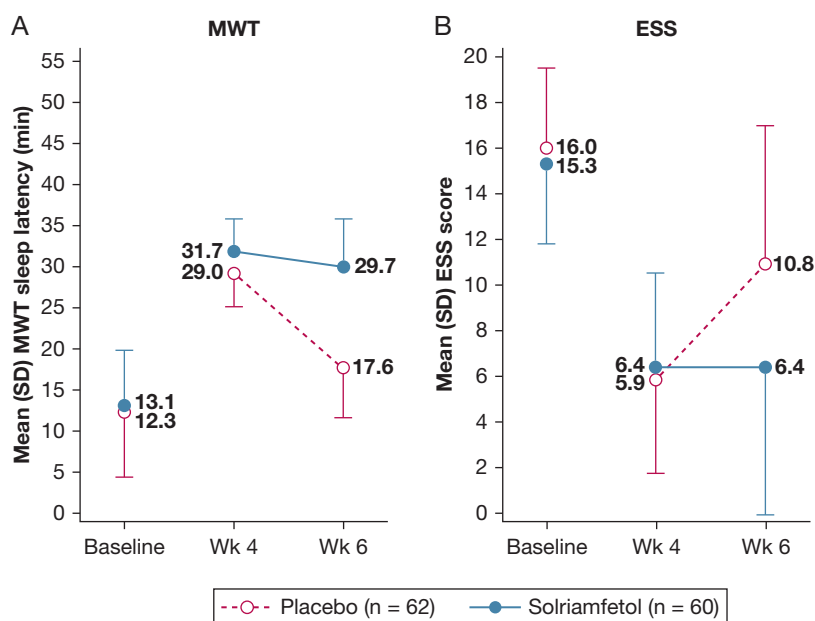 A
MWT
Mean (SD) MWT sleep latency (min)
55
50
45
40
35
30
25
20
15
10
5
0
13.1
12.3
31.7
29.0
29.7
17.6
Baseline
Wk 4
Wk 6
B
ESS
Mean (SD) ESS score
20
18
16
14
12
10
8
6
4
2
0
16.0
15.3
6.4
5.9
10.8
6.4
Baseline
Wk 4
Wk 6
Placebo (n = 62)
Solriamfetol (n = 60)